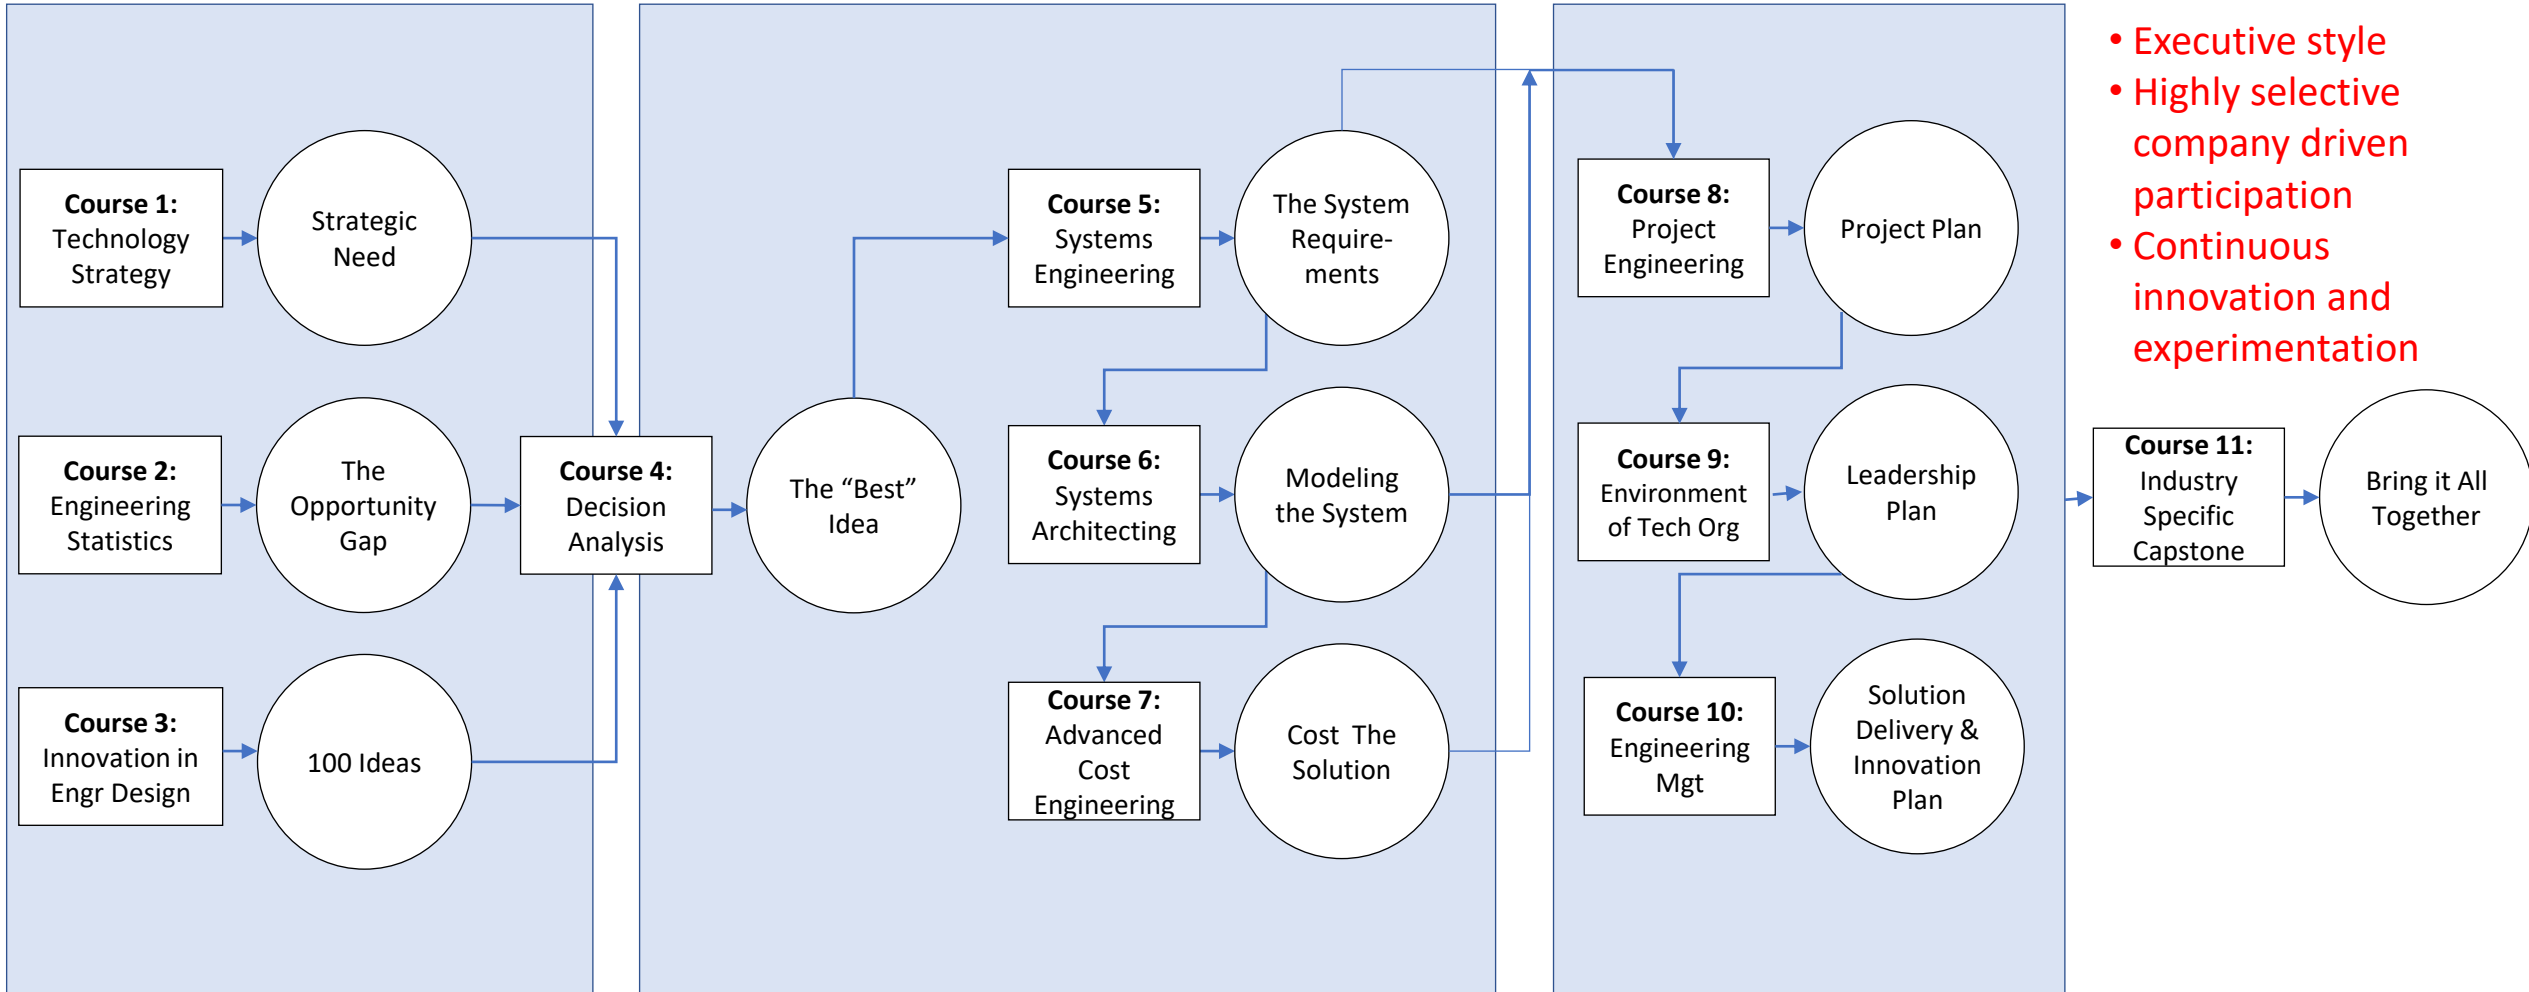 Course 1:
Technology
Strategy
Strategic
Need
Course 2:
Engineering
Statistics
The
Opportunity
Gap
Course 3:
Innovation in
Engr Design
100 Ideas
Course 4:
Decision
Analysis
The “Best”
Idea
Course 5:
Systems
Engineering
The System
Require-
ments
Course 6:
Systems
Architecting
Modeling
the System
Course 7:
Advanced
Cost
Engineering
Cost The
Solution
Course 8:
Project
Engineering
Project Plan
Course 9:
Environment
of Tech Org
Leadership
Plan
Course 10:
Engineering
Mgt
Solution
Delivery &
Innovation
Plan
• Executive style
• Highly selective
company driven
participation
• Continuous
innovation and
experimentation
Course 11:
Industry
Specific
Capstone
Bring it All
Together